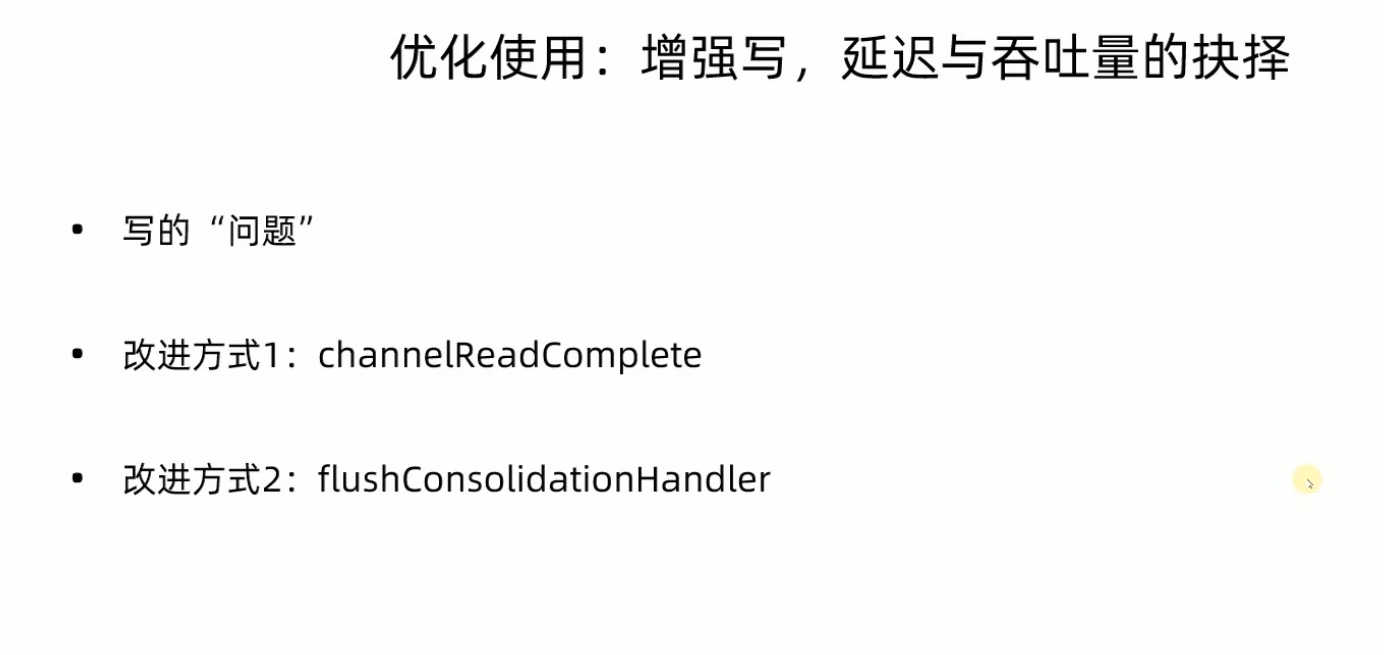 优化使用：增强写，延迟与吞吐量的抉择
• 写的“问题”
• 改进方式1：channelReadComplete
• 改进方式2：flushConsolidationHandler